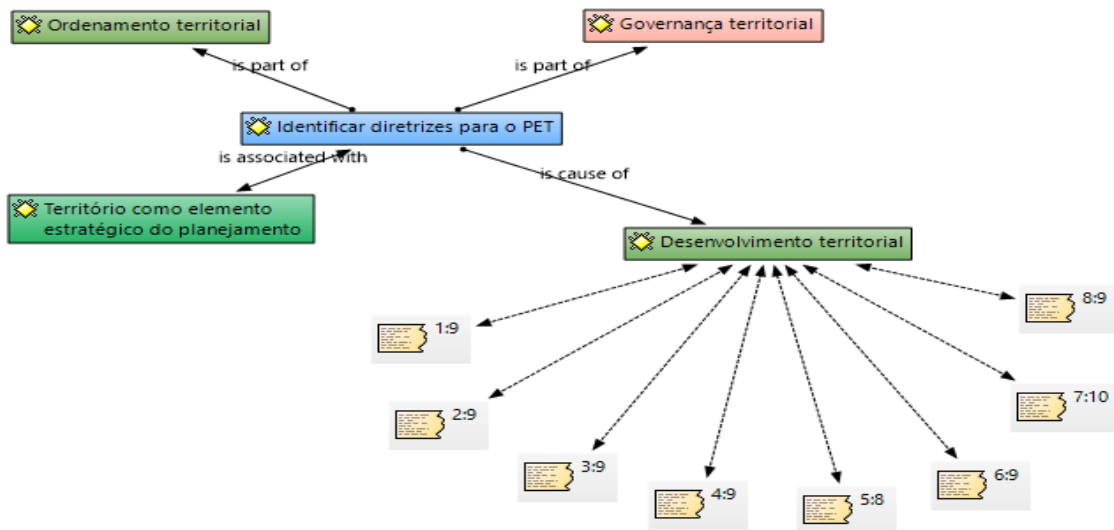 Ordenamento territorial
Governança territorial
is part of
is part of
Identificar diretrizes para o PET
is associated with
is cause of
Território como elemento
estratégico do planejamento
Desenvolvimento territorial
8:9
1:9
7:10
2:9
3:9
6:9
4:9
5:8